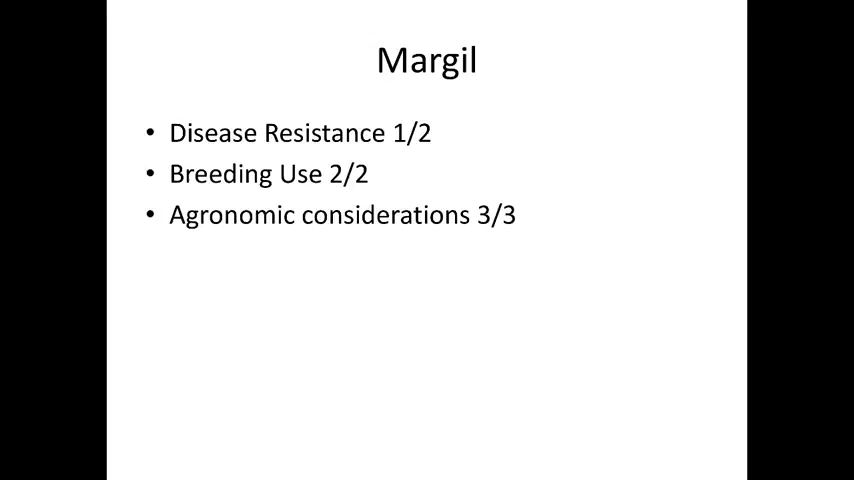 Margil
• Disease Resistance 1/2
• Breeding Use 2/2
• Agronomic considerations 3/3